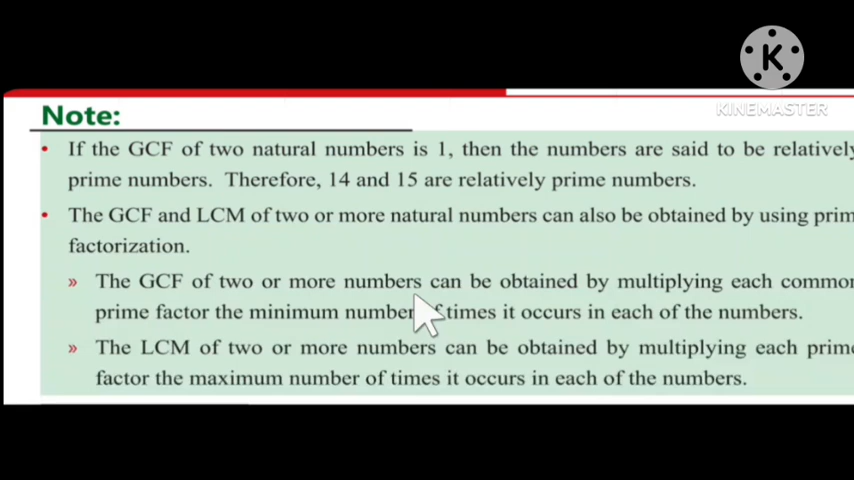 K
KINEMASTER
Note:
• If the GCF of two natural numbers is 1, then the numbers are said to be relatively
prime numbers. Therefore, 14 and 15 are relatively prime numbers.
• The GCF and LCM of two or more natural numbers can also be obtained by using prim
factorization.
» The GCF of two or more numbers can be obtained by multiplying each common
prime factor the minimum number of times it occurs in each of the numbers.
» The LCM of two or more numbers can be obtained by multiplying each prime
factor the maximum number of times it occurs in each of the numbers.